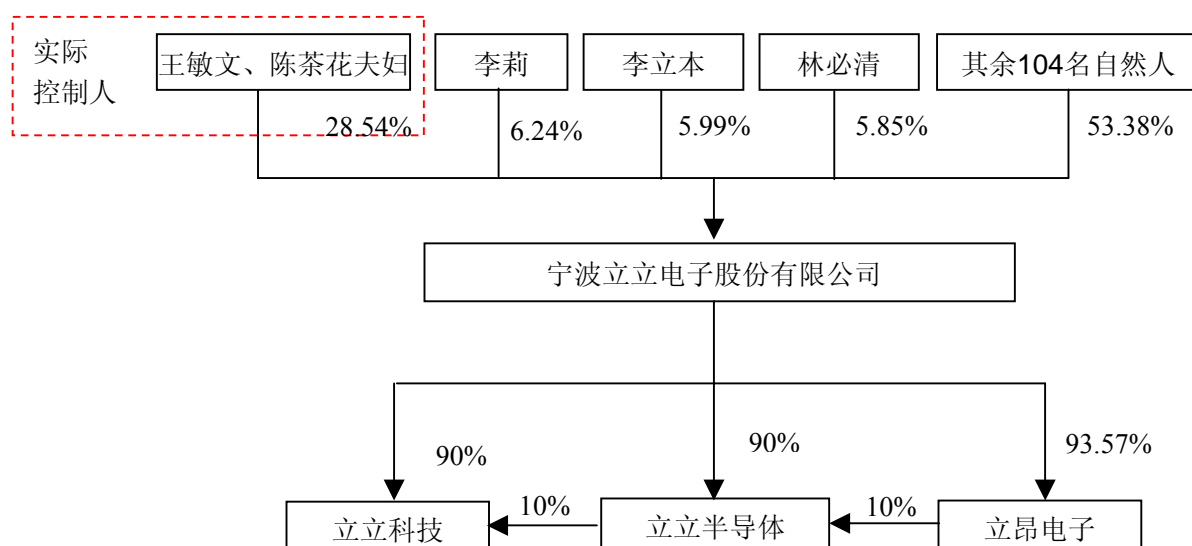 实际
控制人
王敏文、陈茶花夫妇
李莉
李立本
林必清
其余104名自然人
28.54%
6.24%
5.99%
5.85%
53.38%
宁波立立电子股份有限公司
90%
90%
93.57%
立立科技
10%
立立半导体
10%
立昂电子